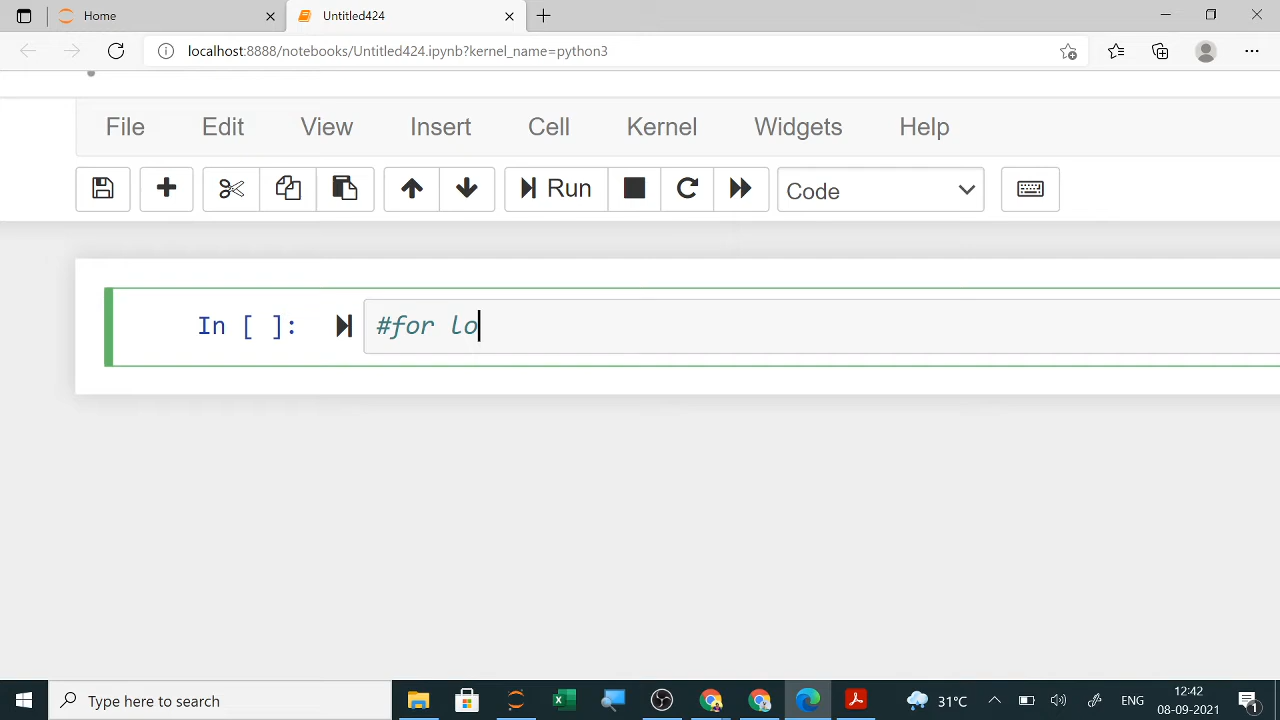 Home
Untitled424
localhost:8888/notebooks/Untitled424.ipynb?kernel_name=python3
File Edit View Insert Cell Kernel Widgets Help
Run Code
In [ ]: #for lo
Type here to search
31°C ENG 12:42
08-09-2021
1